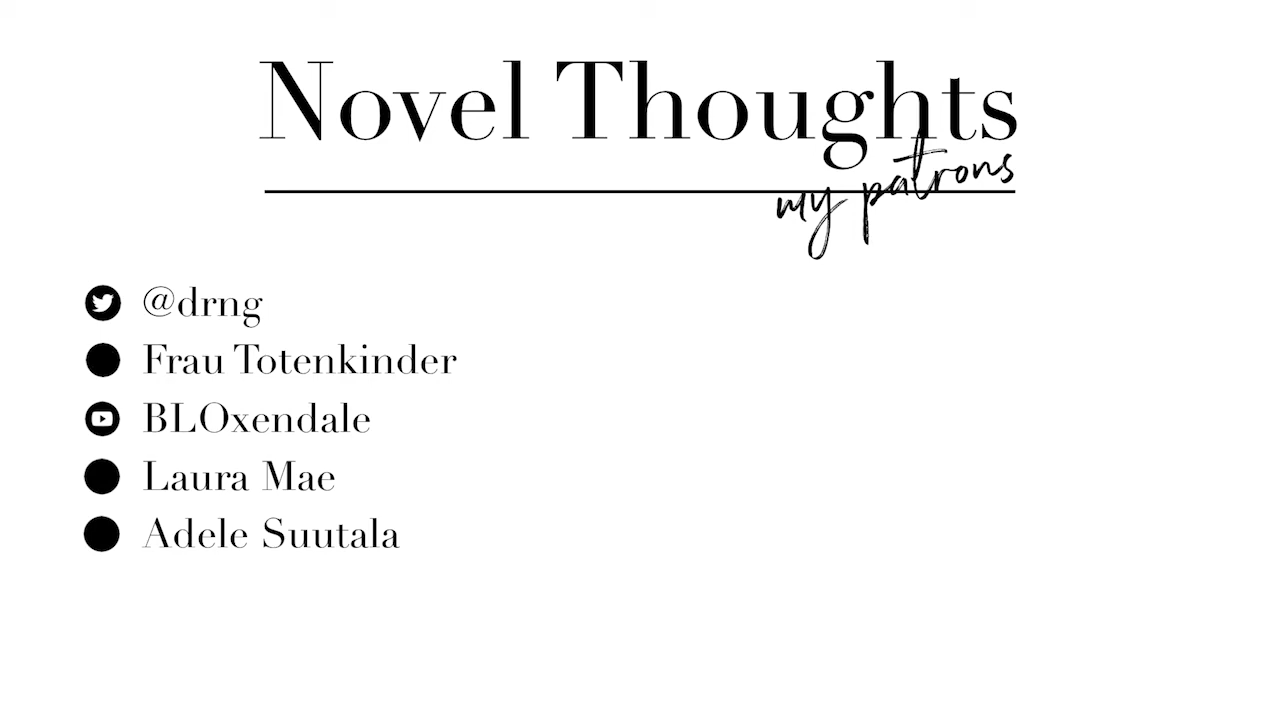 Novel Thoughts
my patrons
@drng
Frau Totenkinder
BLOxendale
Laura Mae
Adele Suutala